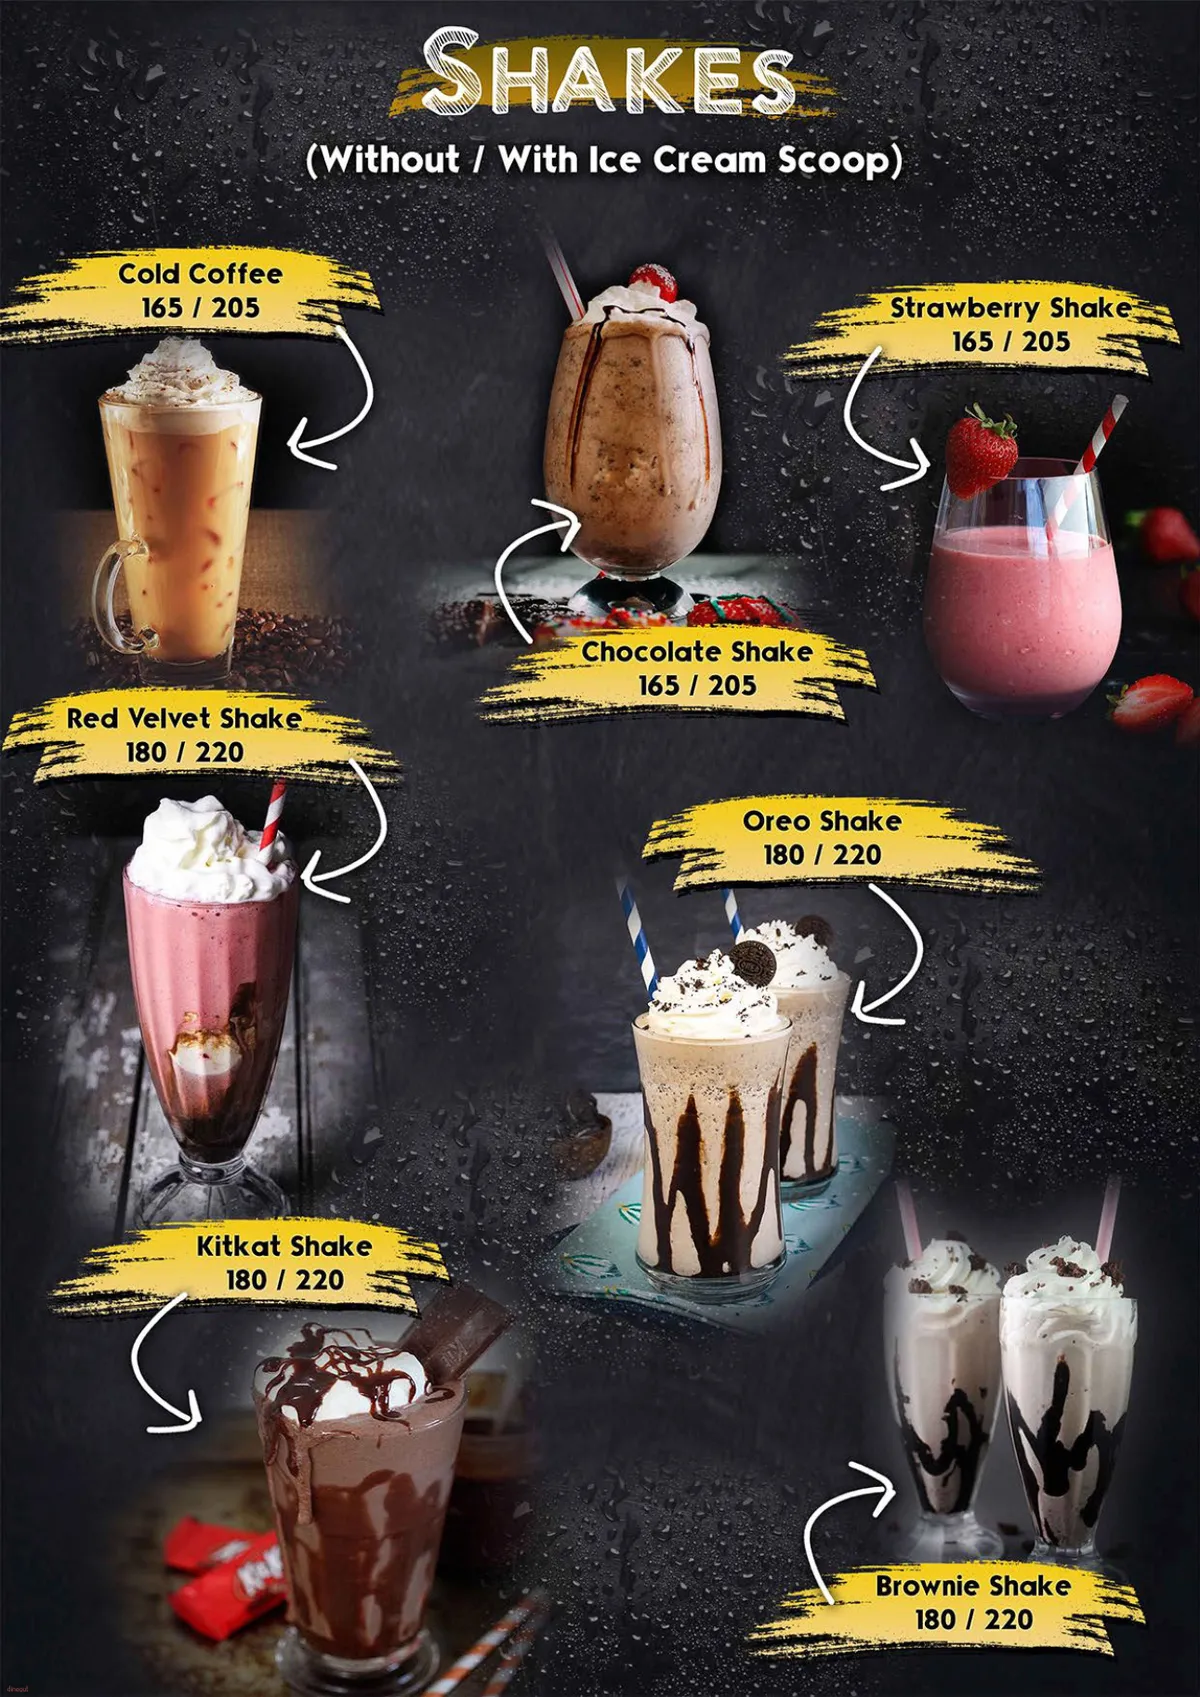 SHAKES
(Without / With Ice Cream Scoop)
Cold Coffee
165 / 205
Strawberry Shake
165 / 205
Chocolate Shake
165 / 205
Red Velvet Shake
180 / 220
Oreo Shake
180 / 220
Kitkat Shake
180 / 220
Brownie Shake
180 / 220